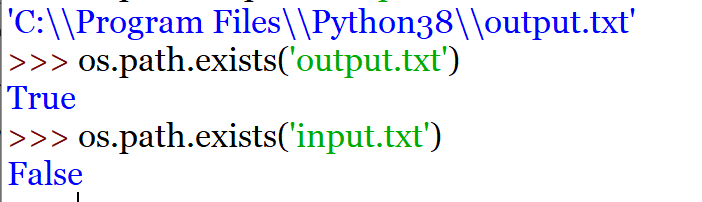 'C:\\Program Files\\Python38\\output.txt'
>>> os.path.exists('output.txt')
True
>>> os.path.exists('input.txt')
False